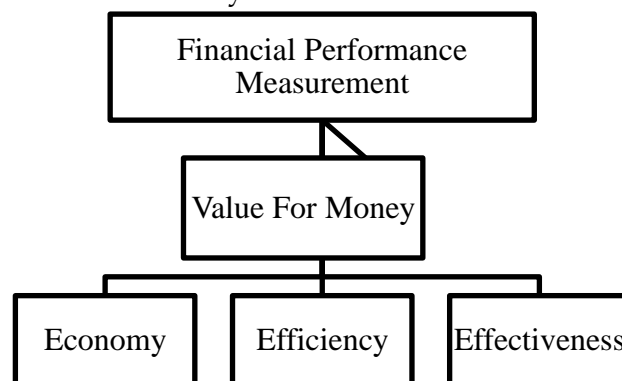 Financial Performance
Measurement
Value For Money
Economy
Efficiency
Effectiveness